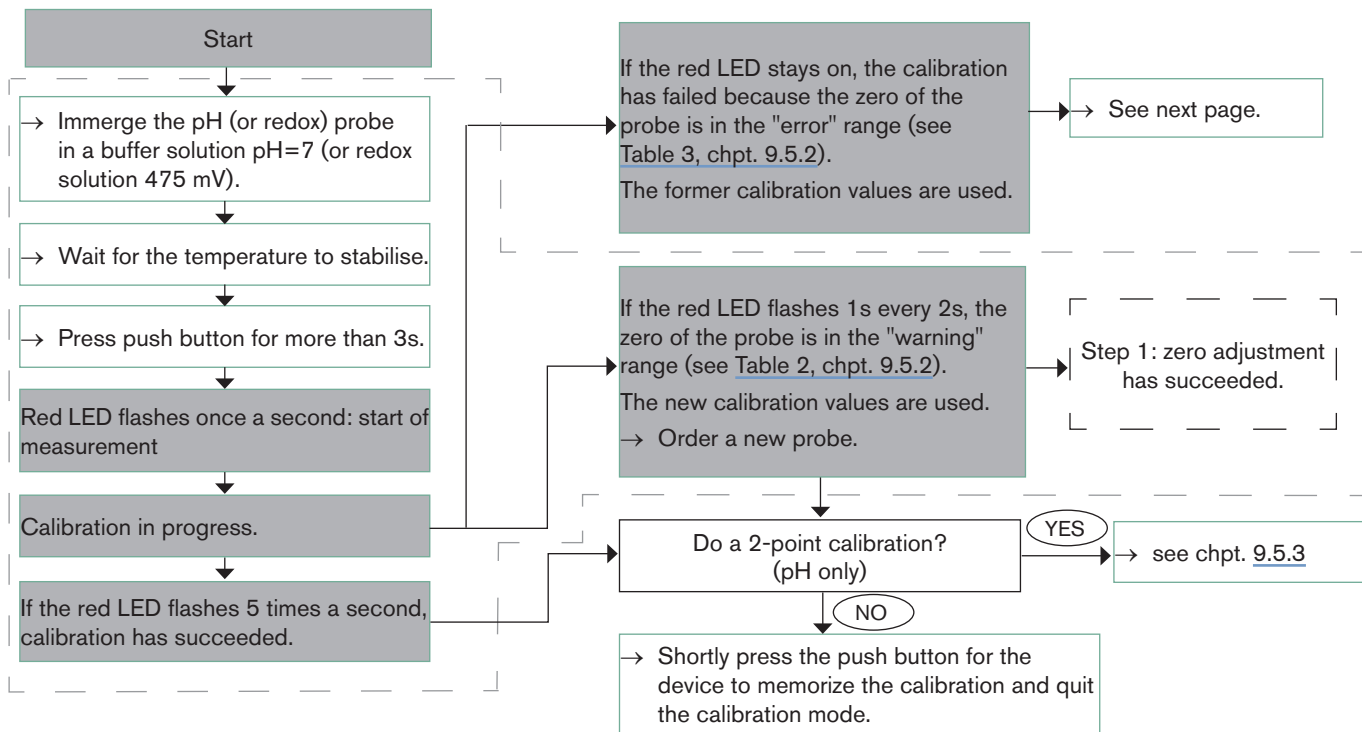 Start
→ Immerge the pH (or redox) probe
in a buffer solution pH=7 (or redox
solution 475 mV).
→ Wait for the temperature to stabilise.
→ Press push button for more than 3s.
Red LED flashes once a second: start of
measurement
Calibration in progress.
If the red LED flashes 5 times a second,
calibration has succeeded.
If the red LED stays on, the calibration
has failed because the zero of the
probe is in the "error" range (see
Table 3, chpt. 9.5.2).
The former calibration values are used.
→ See next page.
If the red LED flashes 1s every 2s, the
zero of the probe is in the "warning"
range (see Table 2, chpt. 9.5.2).
The new calibration values are used.
→ Order a new probe.
Step 1: zero adjustment
has succeeded.
Do a 2-point calibration?
(pH only)
YES
→ see chpt. 9.5.3
NO
→ Shortly press the push button for the
device to memorize the calibration and quit
the calibration mode.